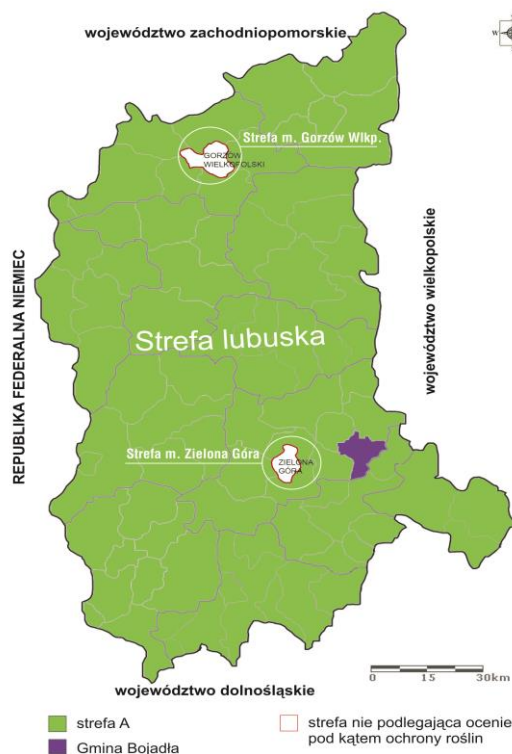 województwo zachodniopomorskie
W
Strefa m. Gorzów Wlkp.
GORZÓW
WIELKOPOLSKI
REPUBLIKA FEDERALNA NIEMIEC
województwo wielkopolskie
Strefa lubuska
Strefa m. Zielona Góra
ZIELONA
GÓRA
0 15 30km
województwo dolnośląskie
strefa A
Gmina Bojadła
strefa nie podlegająca ocenie
pod kątem ochrony roślin